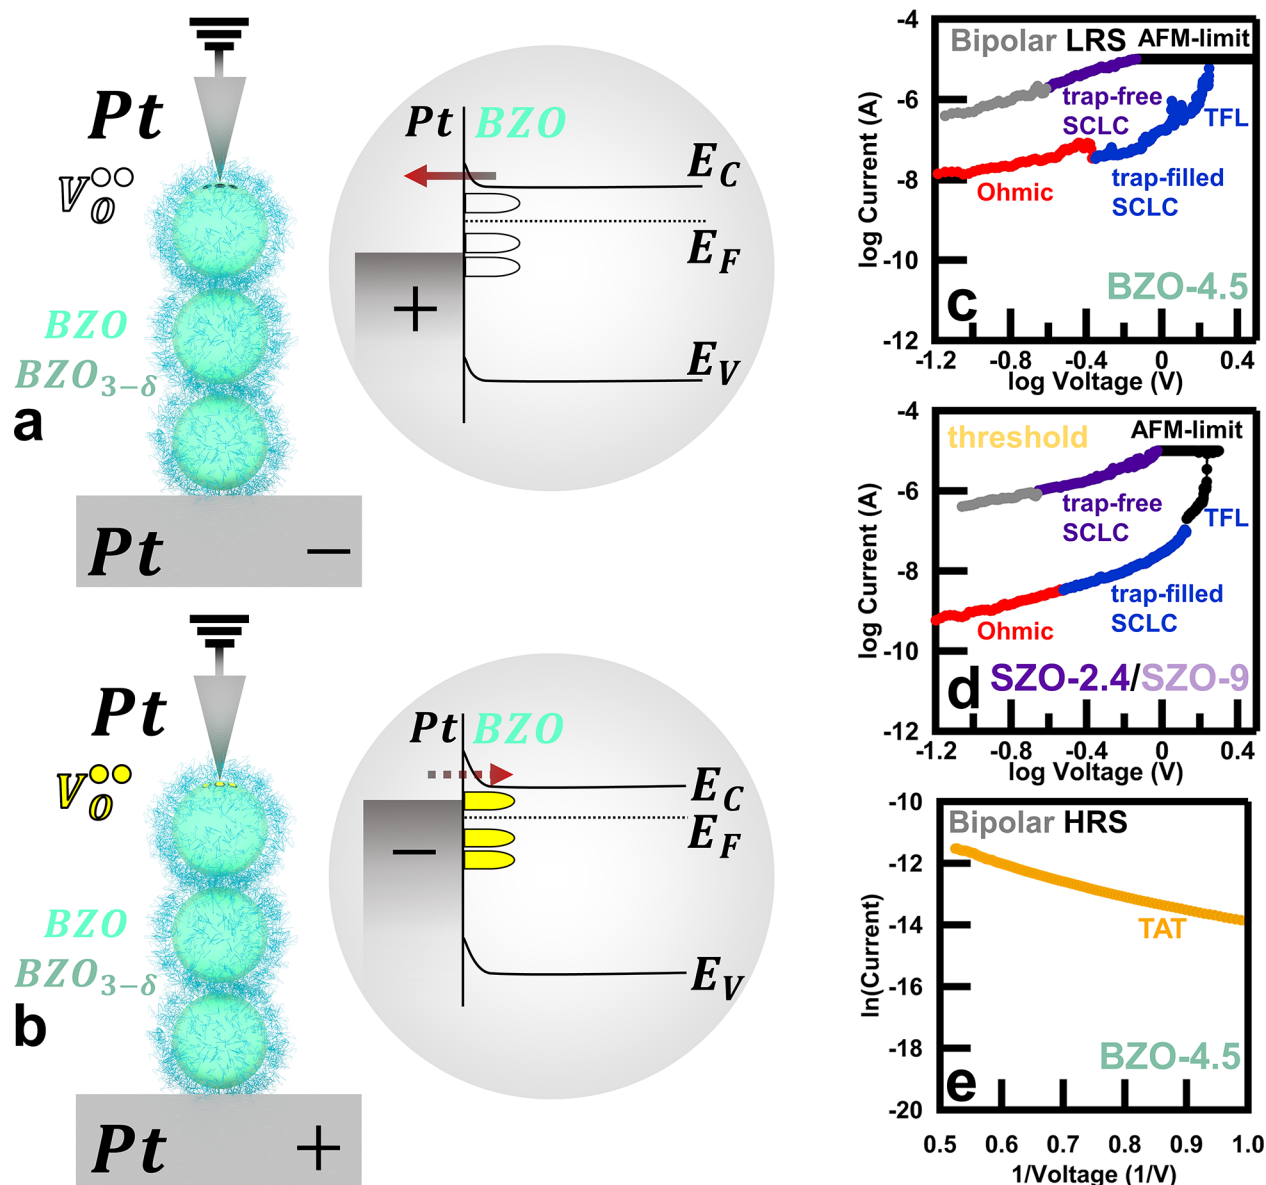 Pt
V_O^○○
BZO
BZO_{3−δ}
a
Pt −
Pt BZO
E_C
E_F
+
E_V
Pt
V_O^○○
BZO
BZO_{3−δ}
b
Pt +
Pt BZO
E_C
E_F
−
E_V
-4
-6
-8
-10
-12
log Current (A)
Bipolar LRS AFM-limit
trap-free
SCLC
TFL
Ohmic
trap-filled
SCLC
c
BZO-4.5
-1.2 -0.8 -0.4 0 0.4
log Voltage (V)
-4
-6
-8
-10
-12
log Current (A)
threshold
AFM-limit
trap-free
SCLC
TFL
Ohmic
trap-filled
SCLC
d
SZO-2.4/SZO-9
-1.2 -0.8 -0.4 0 0.4
log Voltage (V)
-10
-12
-14
-16
-18
-20
ln(Current)
Bipolar HRS
TAT
BZO-4.5
e
0.5 0.6 0.7 0.8 0.9 1.0
1/Voltage (1/V)